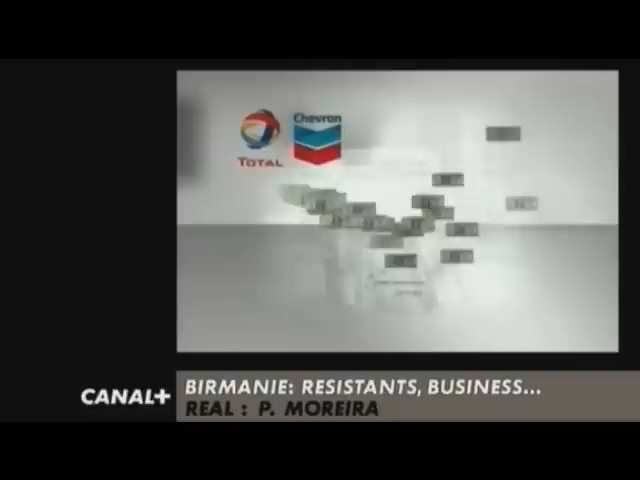 Chevron
TOTAL
CANAL+
BIRMANIE: RESISTANTS, BUSINESS...
REAL : P. MOREIRA